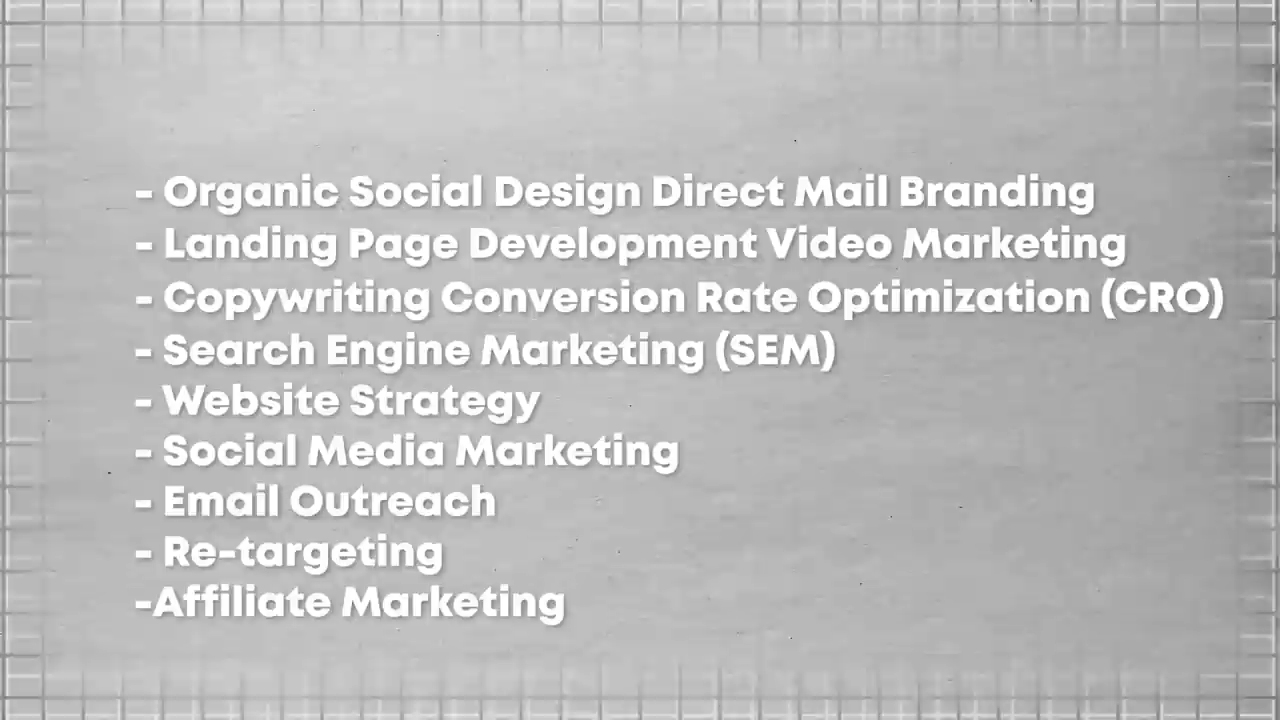 - Organic Social Design Direct Mail Branding
- Landing Page Development Video Marketing
- Copywriting Conversion Rate Optimization (CRO)
- Search Engine Marketing (SEM)
- Website Strategy
- Social Media Marketing
- Email Outreach
- Re-targeting
-Affiliate Marketing